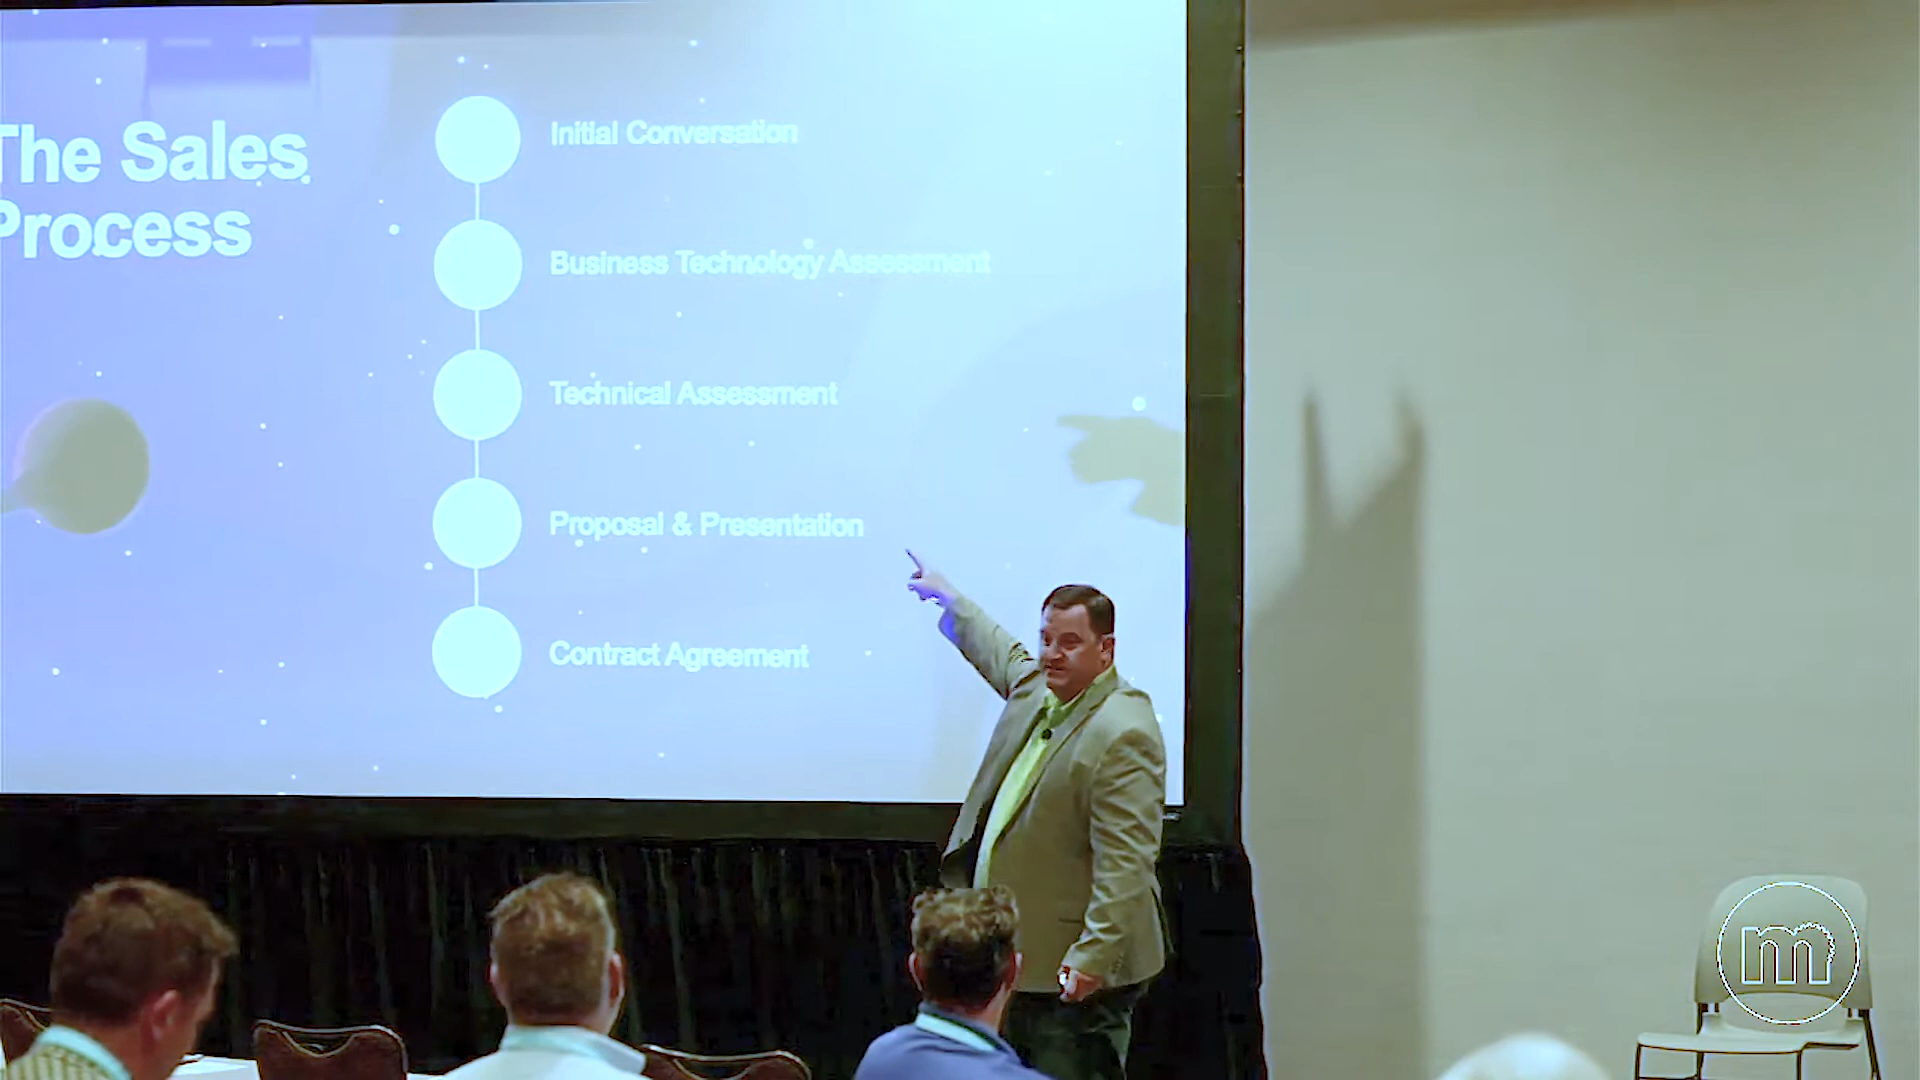 The Sales
Process
Initial Conversation
Business Technology Assessment
Technical Assessment
Proposal & Presentation
Contract Agreement
m